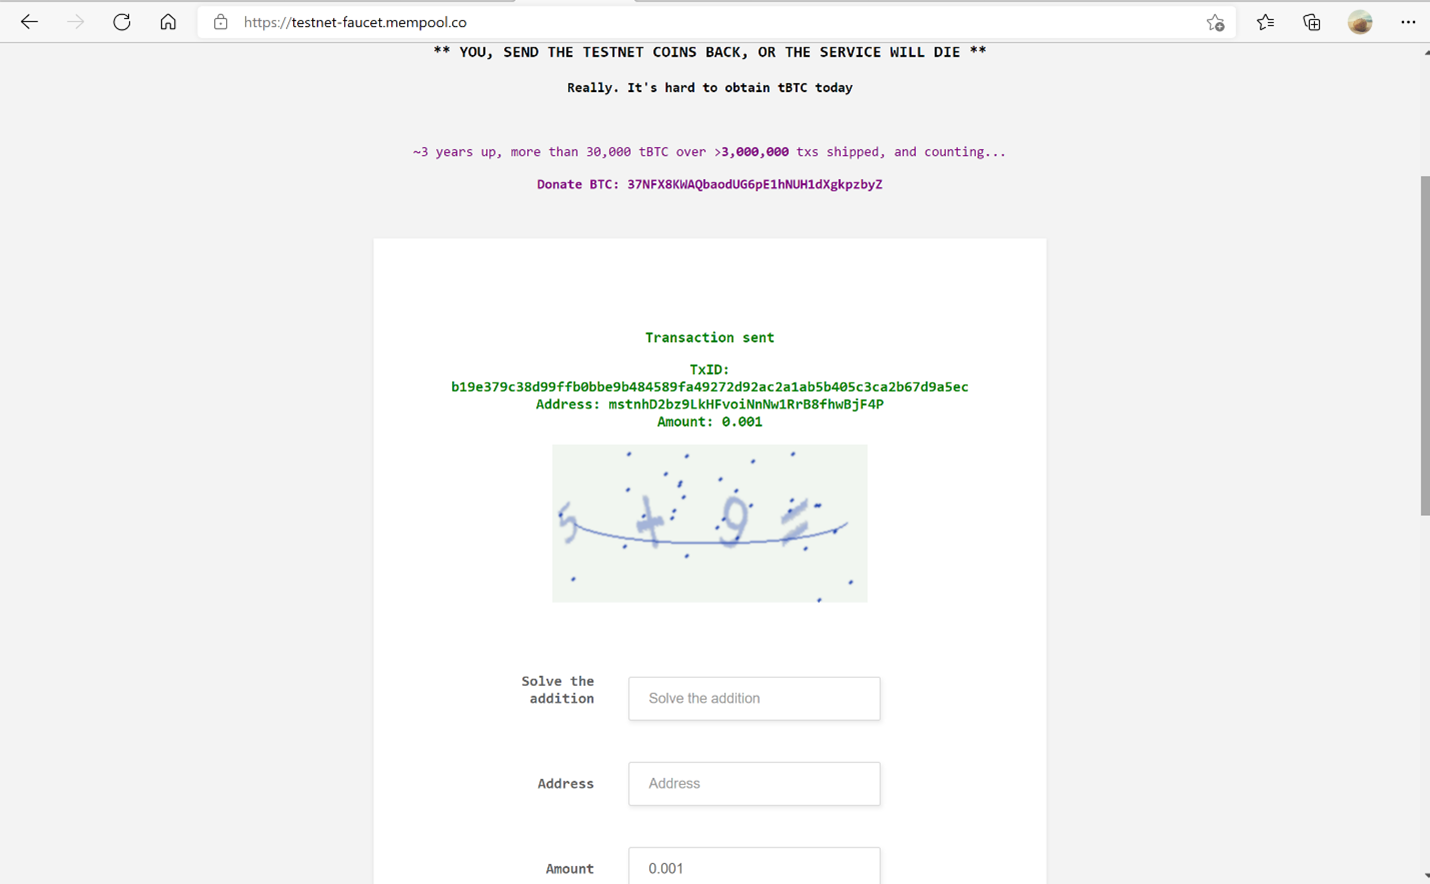 https://testnet-faucet.mempool.co
** YOU, SEND THE TESTNET COINS BACK, OR THE SERVICE WILL DIE **
Really. It's hard to obtain tBTC today
~3 years up, more than 30,000 tBTC over >3,000,000 txs shipped, and counting...
Donate BTC: 37NFX8KWAQbaodUG6pE1hNUH1dXgkpzbyZ
Transaction sent
TxID:
b19e379c38d99ffb0bbe9b484589fa49272d92ac2a1ab5b405c3ca2b67d9a5ec
Address: mstnhD2bz9LkHFvoiNnNw1RrB8fhwBjF4P
Amount: 0.001
5 + 9 =
Solve the
addition
Solve the addition
Address
Address
Amount
0.001